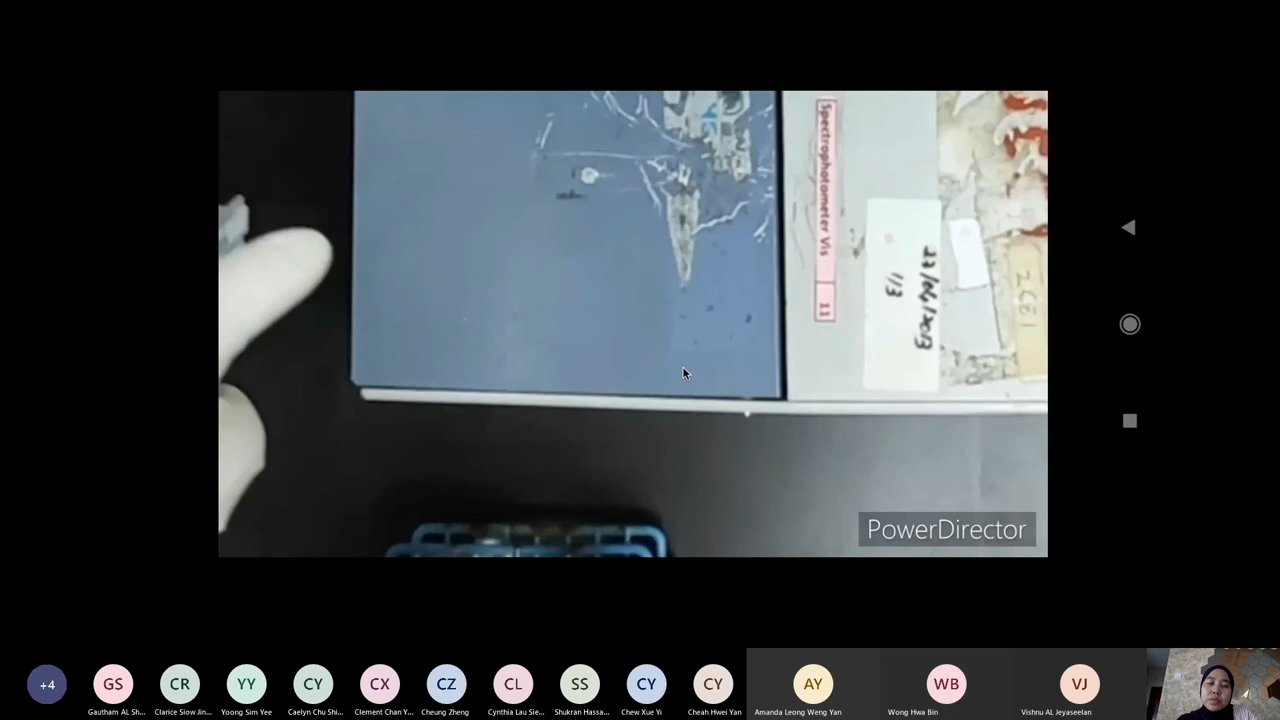 Spectrophotometer Vis 11
1/3
PowerDirector
+4
GS
CR
YY
CY
CX
CZ
CL
SS
CY
CY
AY
WB
VJ
Gautham AL Sh...
Clarice Siow Jin...
Yoong Sim Yee
Caelyn Chu Shi...
Clement Chan Y...
Cheung Zheng
Cynthia Lau Sie...
Shukran Hassa...
Chew Xue Yi
Cheah Hwei Yan
Amanda Leong Weng Yan
Wong Hwa Bin
Vishnu AL Jeyaseelan